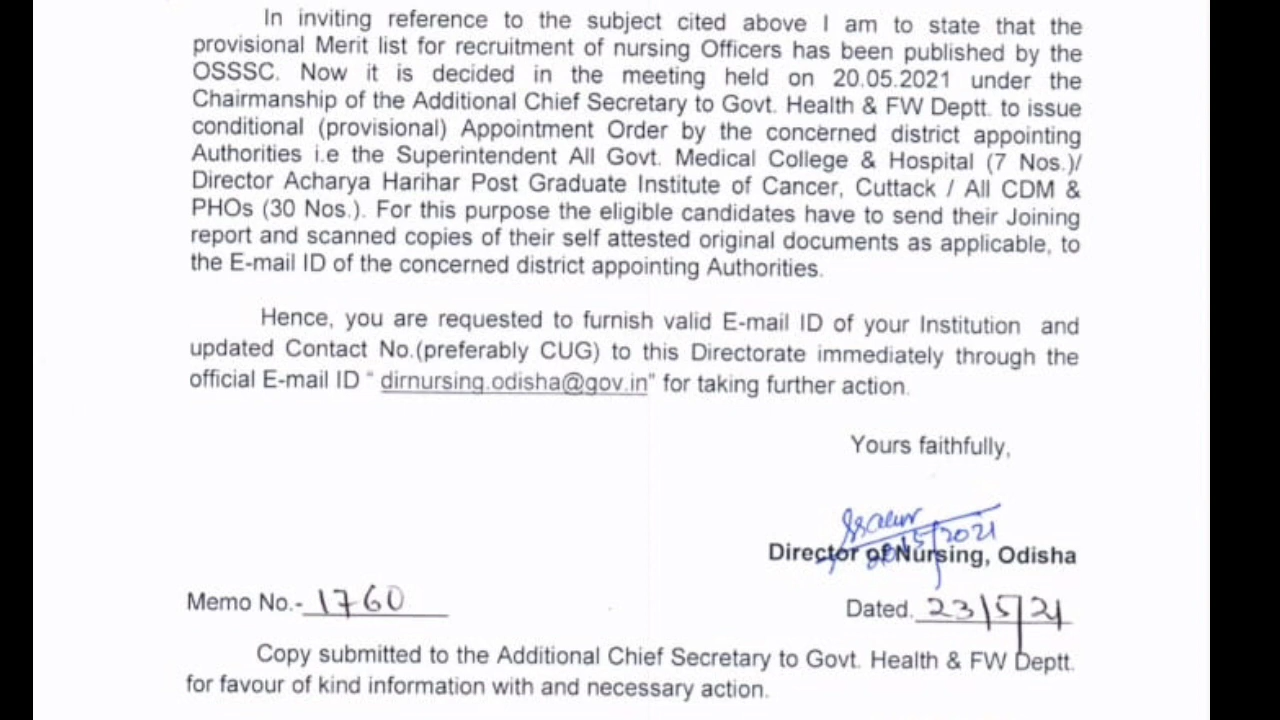 In inviting reference to the subject cited above I am to state that the
provisional Merit list for recruitment of nursing Officers has been published by the
OSSSC. Now it is decided in the meeting held on 20.05.2021 under the
Chairmanship of the Additional Chief Secretary to Govt. Health & FW Deptt. to issue
conditional (provisional) Appointment Order by the concerned district appointing
Authorities i.e the Superintendent All Govt. Medical College & Hospital (7 Nos.)/
Director Acharya Harihar Post Graduate Institute of Cancer, Cuttack / All CDM &
PHOs (30 Nos.). For this purpose the eligible candidates have to send their Joining
report and scanned copies of their self attested original documents as applicable, to
the E-mail ID of the concerned district appointing Authorities.
Hence, you are requested to furnish valid E-mail ID of your Institution and
updated Contact No.(preferably CUG) to this Directorate immediately through the
official E-mail ID “ dirnursing.odisha@gov.in” for taking further action.
Yours faithfully,
Director of Nursing, Odisha
Memo No.- 1760 Dated. 23/5/21
Copy submitted to the Additional Chief Secretary to Govt. Health & FW Deptt.
for favour of kind information with and necessary action.